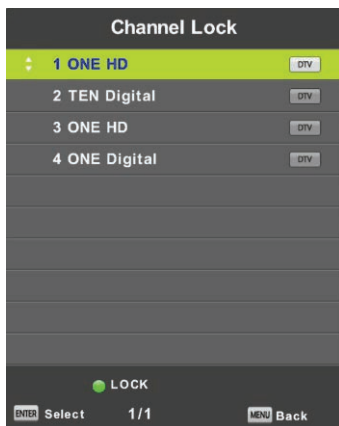 Channel Lock
1 ONE HD DTV
2 TEN Digital DTV
3 ONE HD DTV
4 ONE Digital DTV
LOCK
ENTER Select 1/1 MENU Back